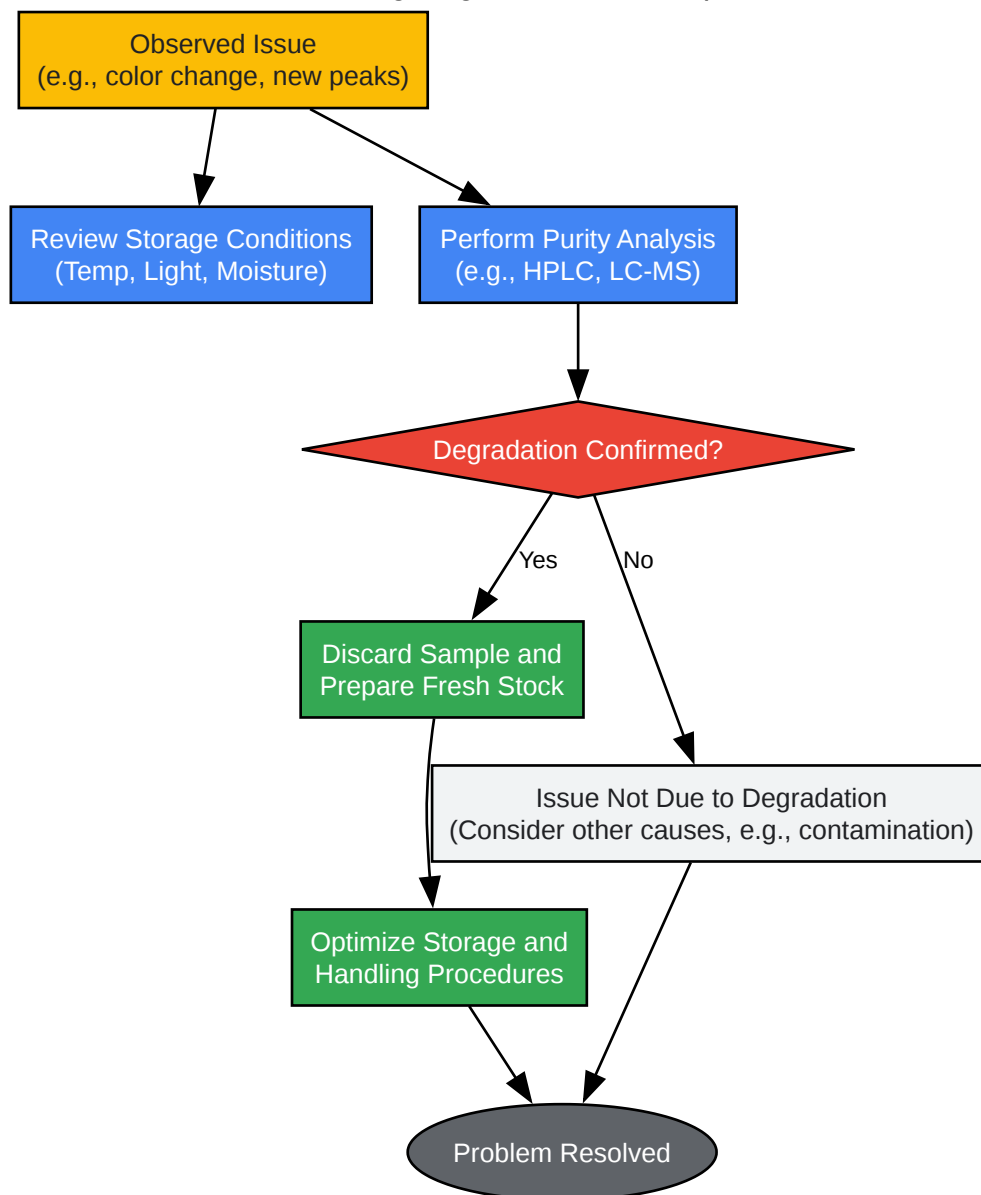 Observed Issue
(e.g., color change, new peaks)
Review Storage Conditions
(Temp, Light, Moisture)
Perform Purity Analysis
(e.g., HPLC, LC-MS)
Degradation Confirmed?
Yes
No
Discard Sample and
Prepare Fresh Stock
Issue Not Due to Degradation
(Consider other causes, e.g., contamination)
Optimize Storage and
Handling Procedures
Problem Resolved